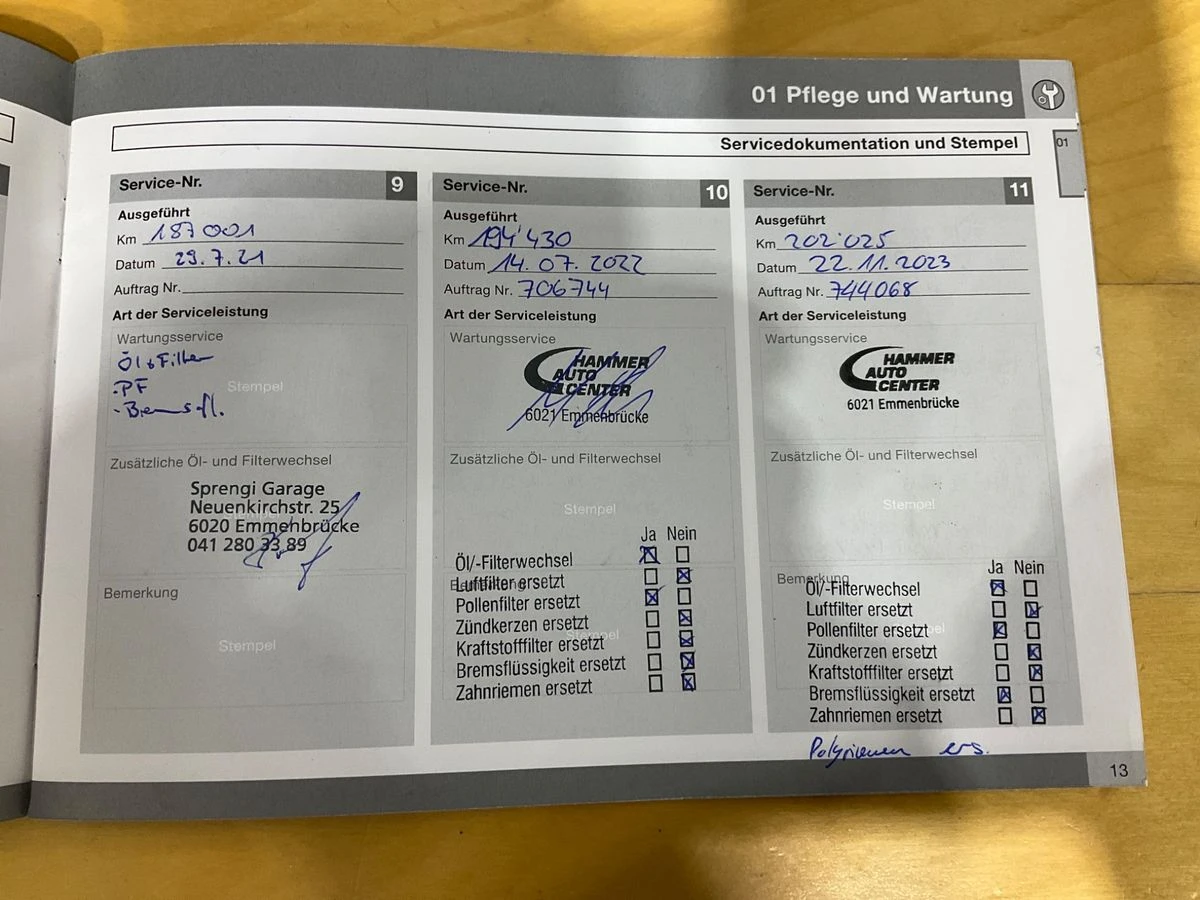 01 Pflege und Wartung
Servicedokumentation und Stempel
01
Service-Nr. 9
Ausgeführt
Km 187001
Datum 29.7.21
Auftrag Nr.
Art der Serviceleistung
Wartungsservice
Öl + Filter
Stempel
- PF
- Bremsfl.
Zusätzliche Öl- und Filterwechsel
Sprengi Garage
Neuenkirchstr. 25
6020 Emmenbrücke
041 280 33 89
Bemerkung
Stempel
Service-Nr. 10
Ausgeführt
Km 194'430
Datum 14.07.2022
Auftrag Nr. 706744
Art der Serviceleistung
Wartungsservice
HAMMER
AUTO
CENTER
6021 Emmenbrücke
Zusätzliche Öl- und Filterwechsel
Stempel
Ja Nein
Öl/-Filterwechsel
Luftfilter ersetzt
Pollenfilter ersetzt
Zündkerzen ersetzt
Stempel
Kraftstofffilter ersetzt
Bremsflüssigkeit ersetzt
Zahnriemen ersetzt
Service-Nr. 11
Ausgeführt
Km 202'025
Datum 22.11.2023
Auftrag Nr. 744068
Art der Serviceleistung
Wartungsservice
HAMMER
AUTO
CENTER
6021 Emmenbrücke
Zusätzliche Öl- und Filterwechsel
Stempel
Ja Nein
Bemerkung
Öl/-Filterwechsel
Luftfilter ersetzt
Pollenfilter ersetzt
Zündkerzen ersetzt
Kraftstofffilter ersetzt
Bremsflüssigkeit ersetzt
Zahnriemen ersetzt
Polyriemen ers.
13